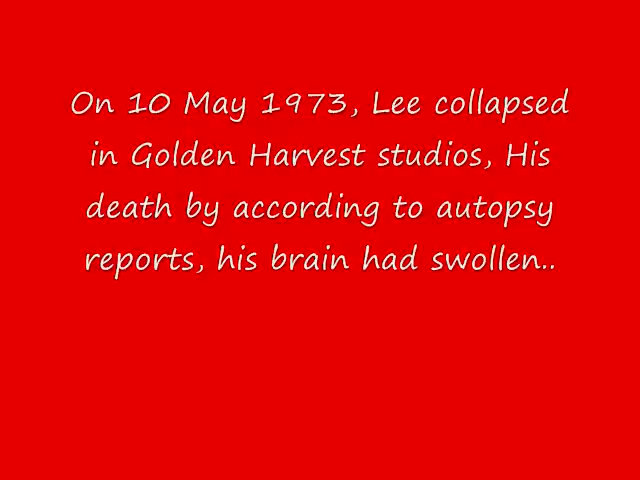 On 10 May 1973, Lee collapsed
in Golden Harvest studios, His
death by according to autopsy
reports, his brain had swollen..